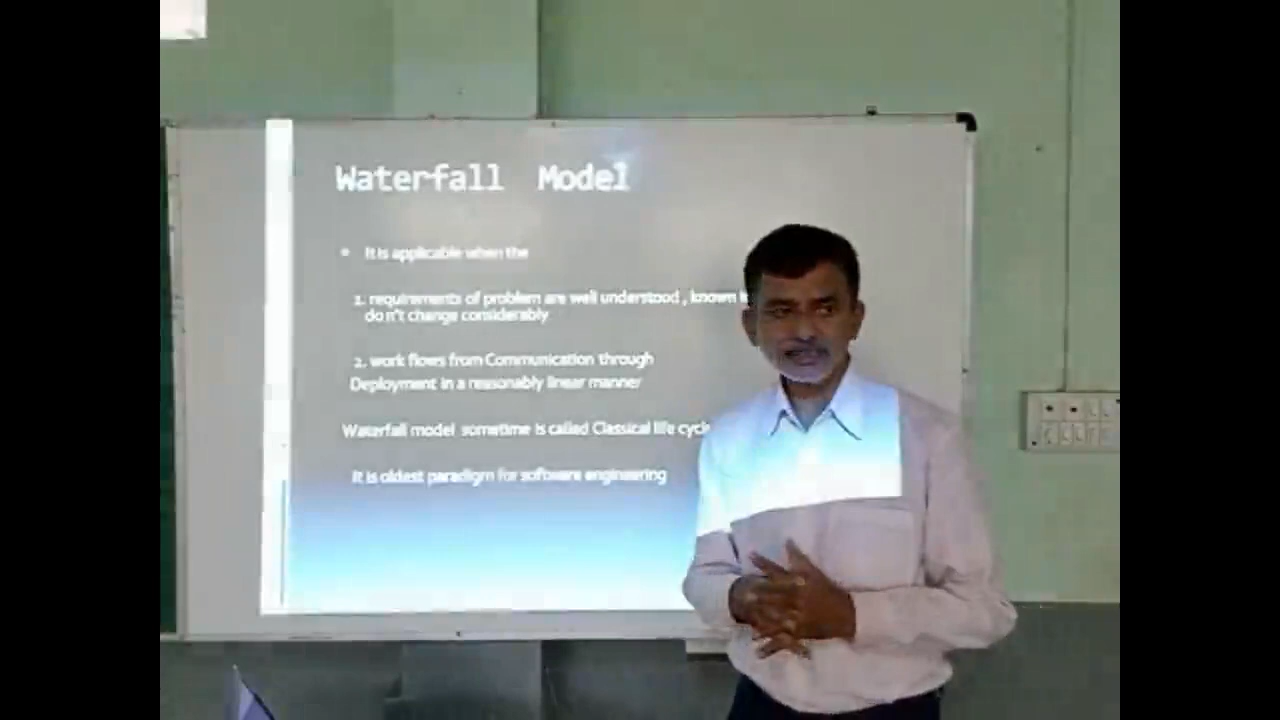 Waterfall Model
• It is applicable when the
1. requirements of problem are well understood , known
don't change considerably
2. work flows from Communication through
Deployment in a reasonably linear manner
Waterfall model sometime is called Classical life
It is oldest paradigm for software engineering